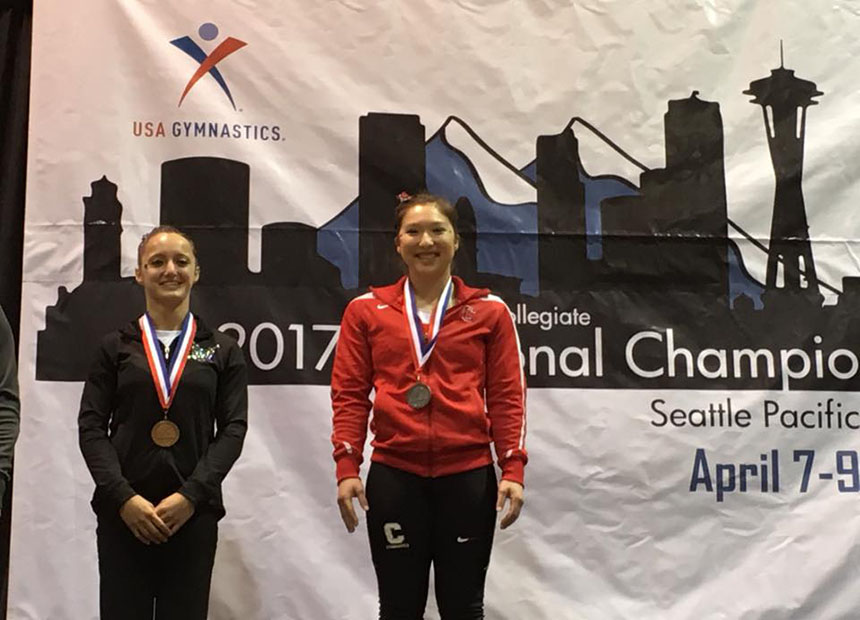 USA GYMNASTICS.
ollegiate
2017
onal Champio
Seattle Pacific
April 7-9
C